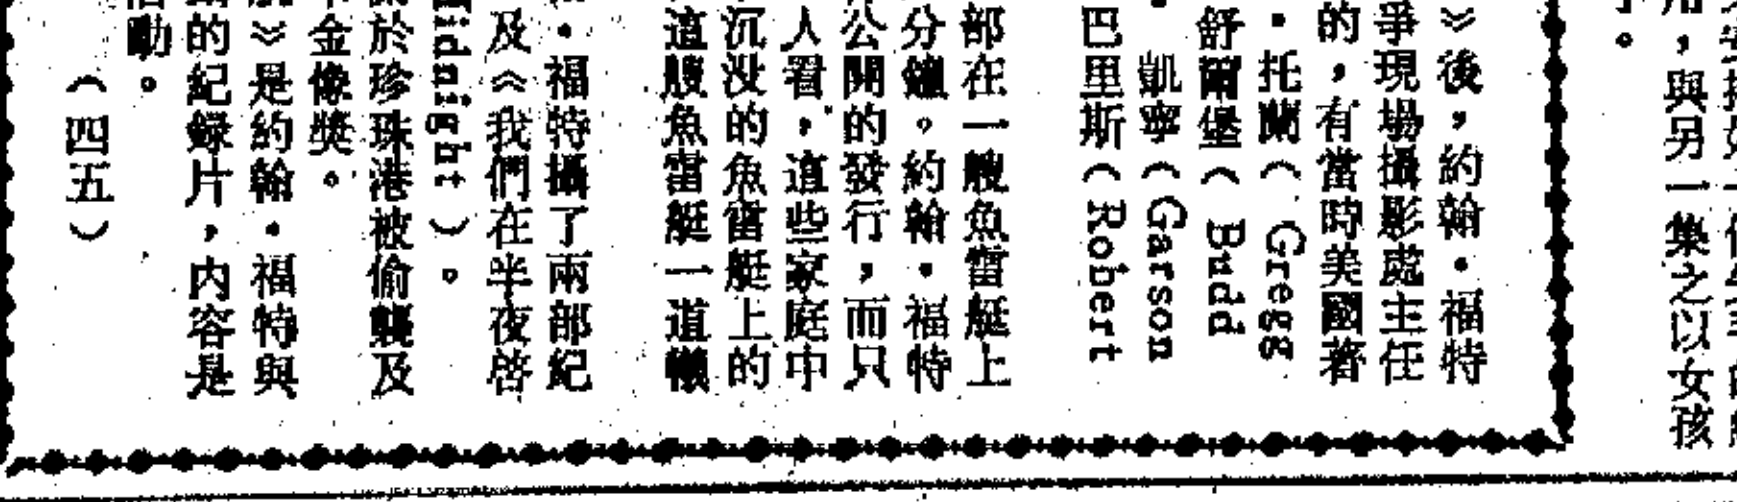 用，與另一集之以女孩
》後，約翰・福特
爭現場攝影處主任
的，有當時美國著
・托蘭（Gregg
舒爾堡（Budd
凱寧（Garson
巴里斯（Robert
部在一艘魚雷艇上
分鐘。約翰・福特
公開的發行，而只
人看，這些家庭中
沉没的魚雷艇上的
這艘魚雷艇一道
・福特攝了兩部紀
及《我們在半夜啓
idnight）。
於珍珠港被偷襲及
金像獎。
》是約翰・福特與
的紀録片，内容是
動。
（四五）